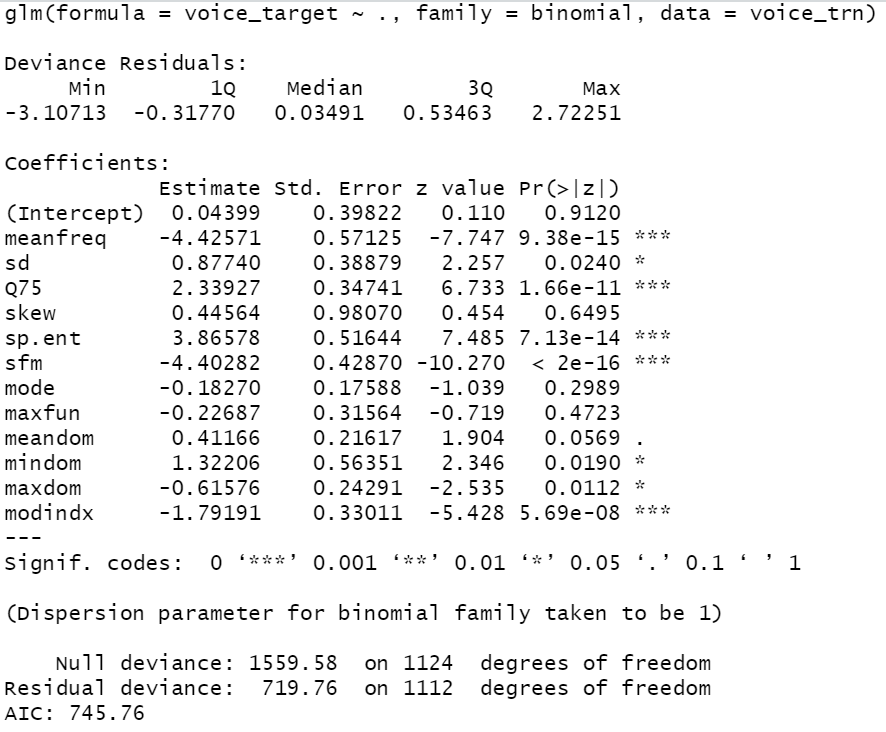 glm(formula = voice_target ~ ., family = binomial, data = voice_trn)
Deviance Residuals:
Min 1Q Median 3Q Max
-3.10713 -0.31770 0.03491 0.53463 2.72251
Coefficients:
Estimate Std. Error z value Pr(>|z|)
(Intercept) 0.04399 0.39822 0.110 0.9120
meanfreq -4.42571 0.57125 -7.747 9.38e-15 ***
sd 0.87740 0.38879 2.257 0.0240 *
Q75 2.33927 0.34741 6.733 1.66e-11 ***
skew 0.44564 0.98070 0.454 0.6495
sp.ent 3.86578 0.51644 7.485 7.13e-14 ***
sfm -4.40282 0.42870 -10.270 < 2e-16 ***
mode -0.18270 0.17588 -1.039 0.2989
maxfun -0.22687 0.31564 -0.719 0.4723
meandom 0.41166 0.21617 1.904 0.0569 .
mindom 1.32206 0.56351 2.346 0.0190 *
maxdom -0.61576 0.24291 -2.535 0.0112 *
modindx -1.79191 0.33011 -5.428 5.69e-08 ***
---
Signif. codes: 0 ‘***’ 0.001 ‘**’ 0.01 ‘*’ 0.05 ‘.’ 0.1 ‘ ’ 1
(Dispersion parameter for binomial family taken to be 1)
Null deviance: 1559.58 on 1124 degrees of freedom
Residual deviance: 719.76 on 1112 degrees of freedom
AIC: 745.76